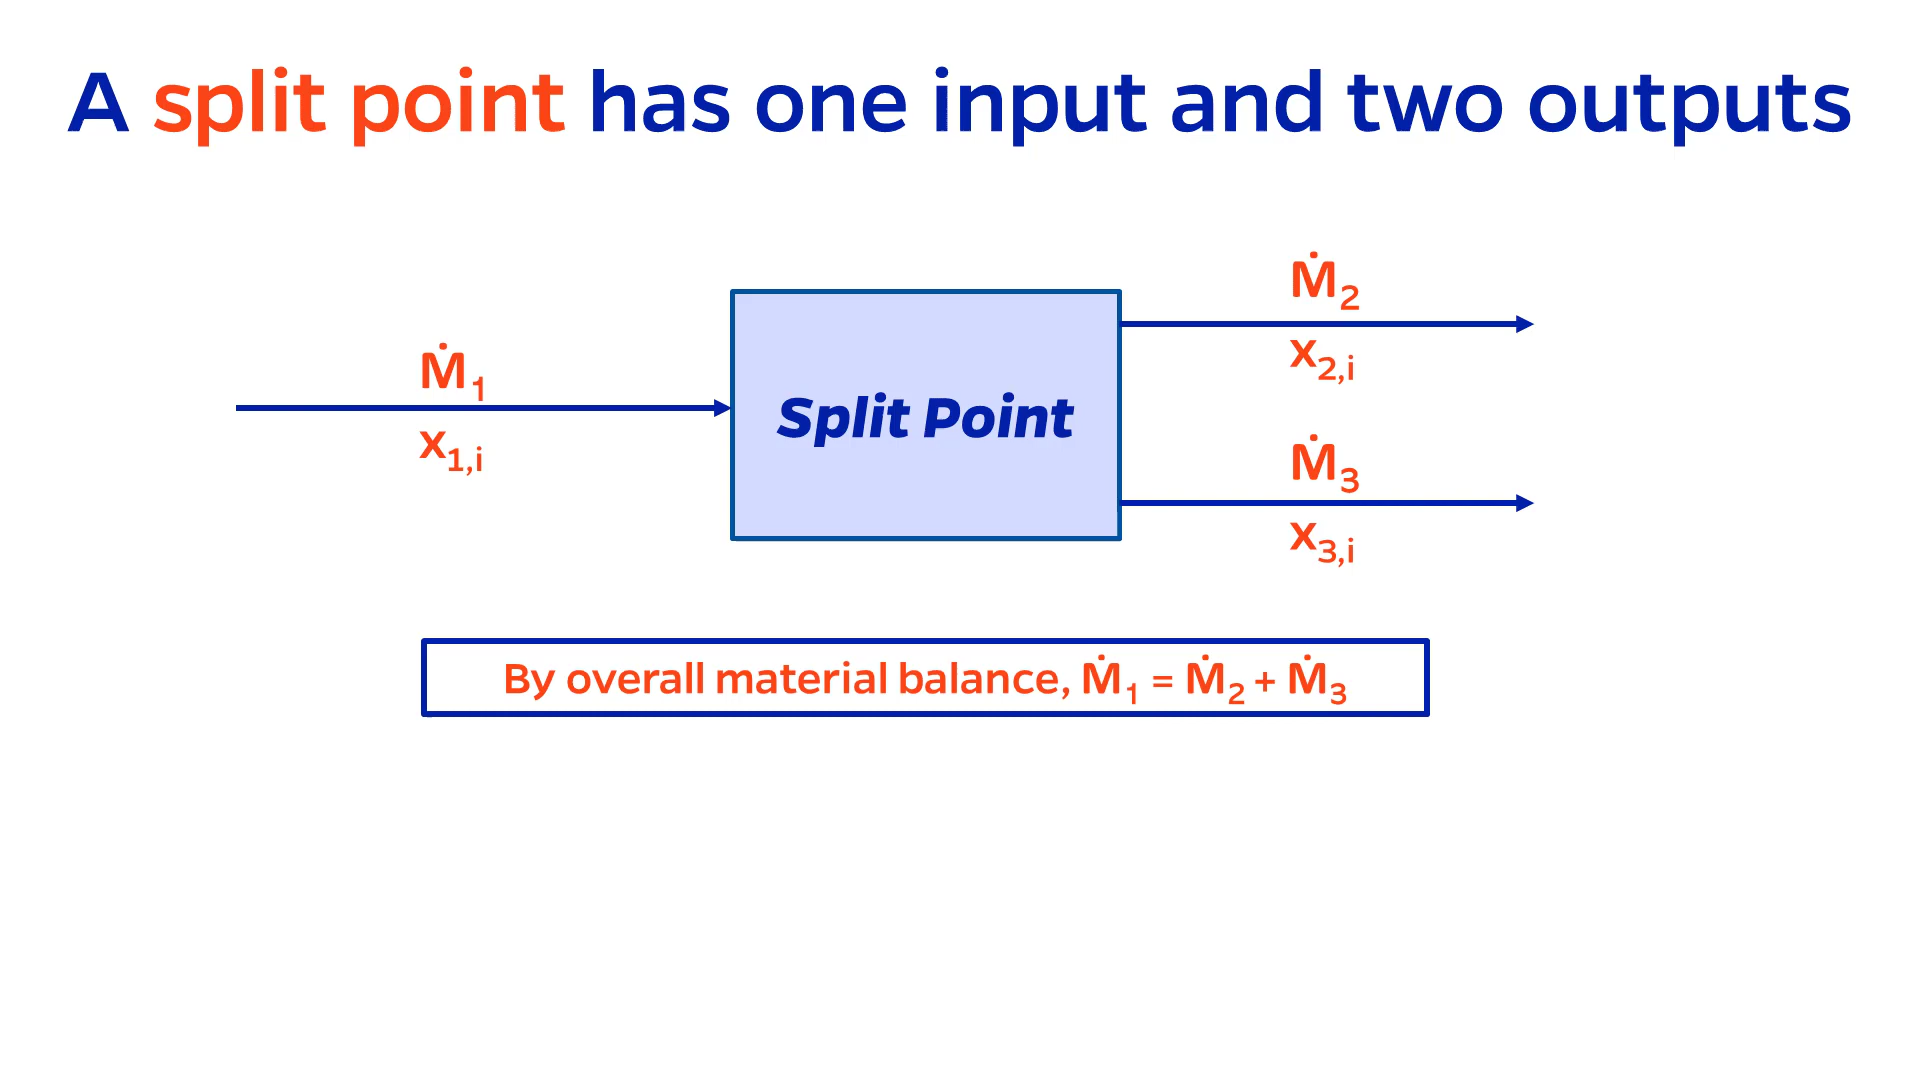 A split point has one input and two outputs
Ṁ₂
x₂,ᵢ
Ṁ₁
x₁,ᵢ
Split Point
Ṁ₃
x₃,ᵢ
By overall material balance, Ṁ₁ = Ṁ₂ + Ṁ₃